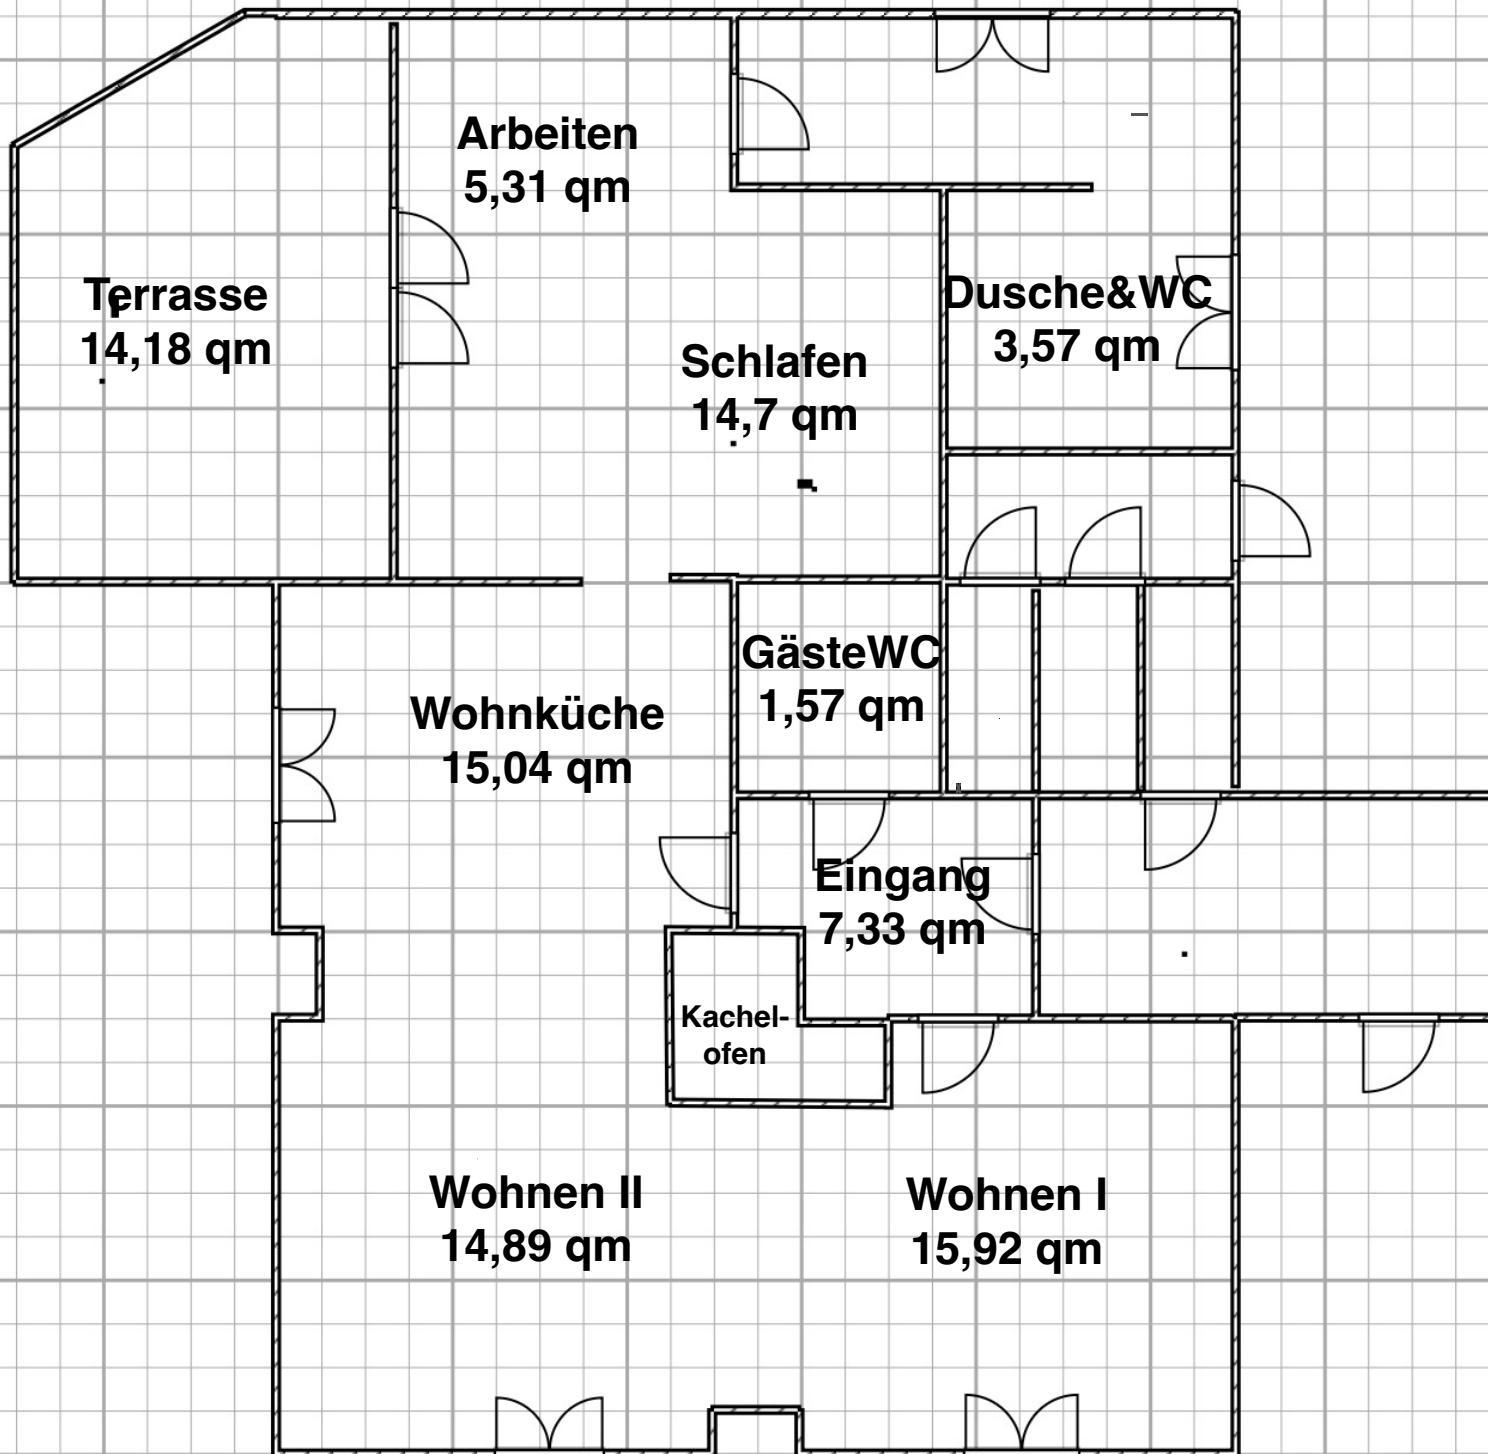 Arbeiten
5,31 qm
Terrasse
14,18 qm
Dusche&WC
3,57 qm
Schlafen
14,7 qm
GästeWC
1,57 qm
Wohnküche
15,04 qm
Eingang
7,33 qm
Kachel-
ofen
Wohnen II
14,89 qm
Wohnen I
15,92 qm